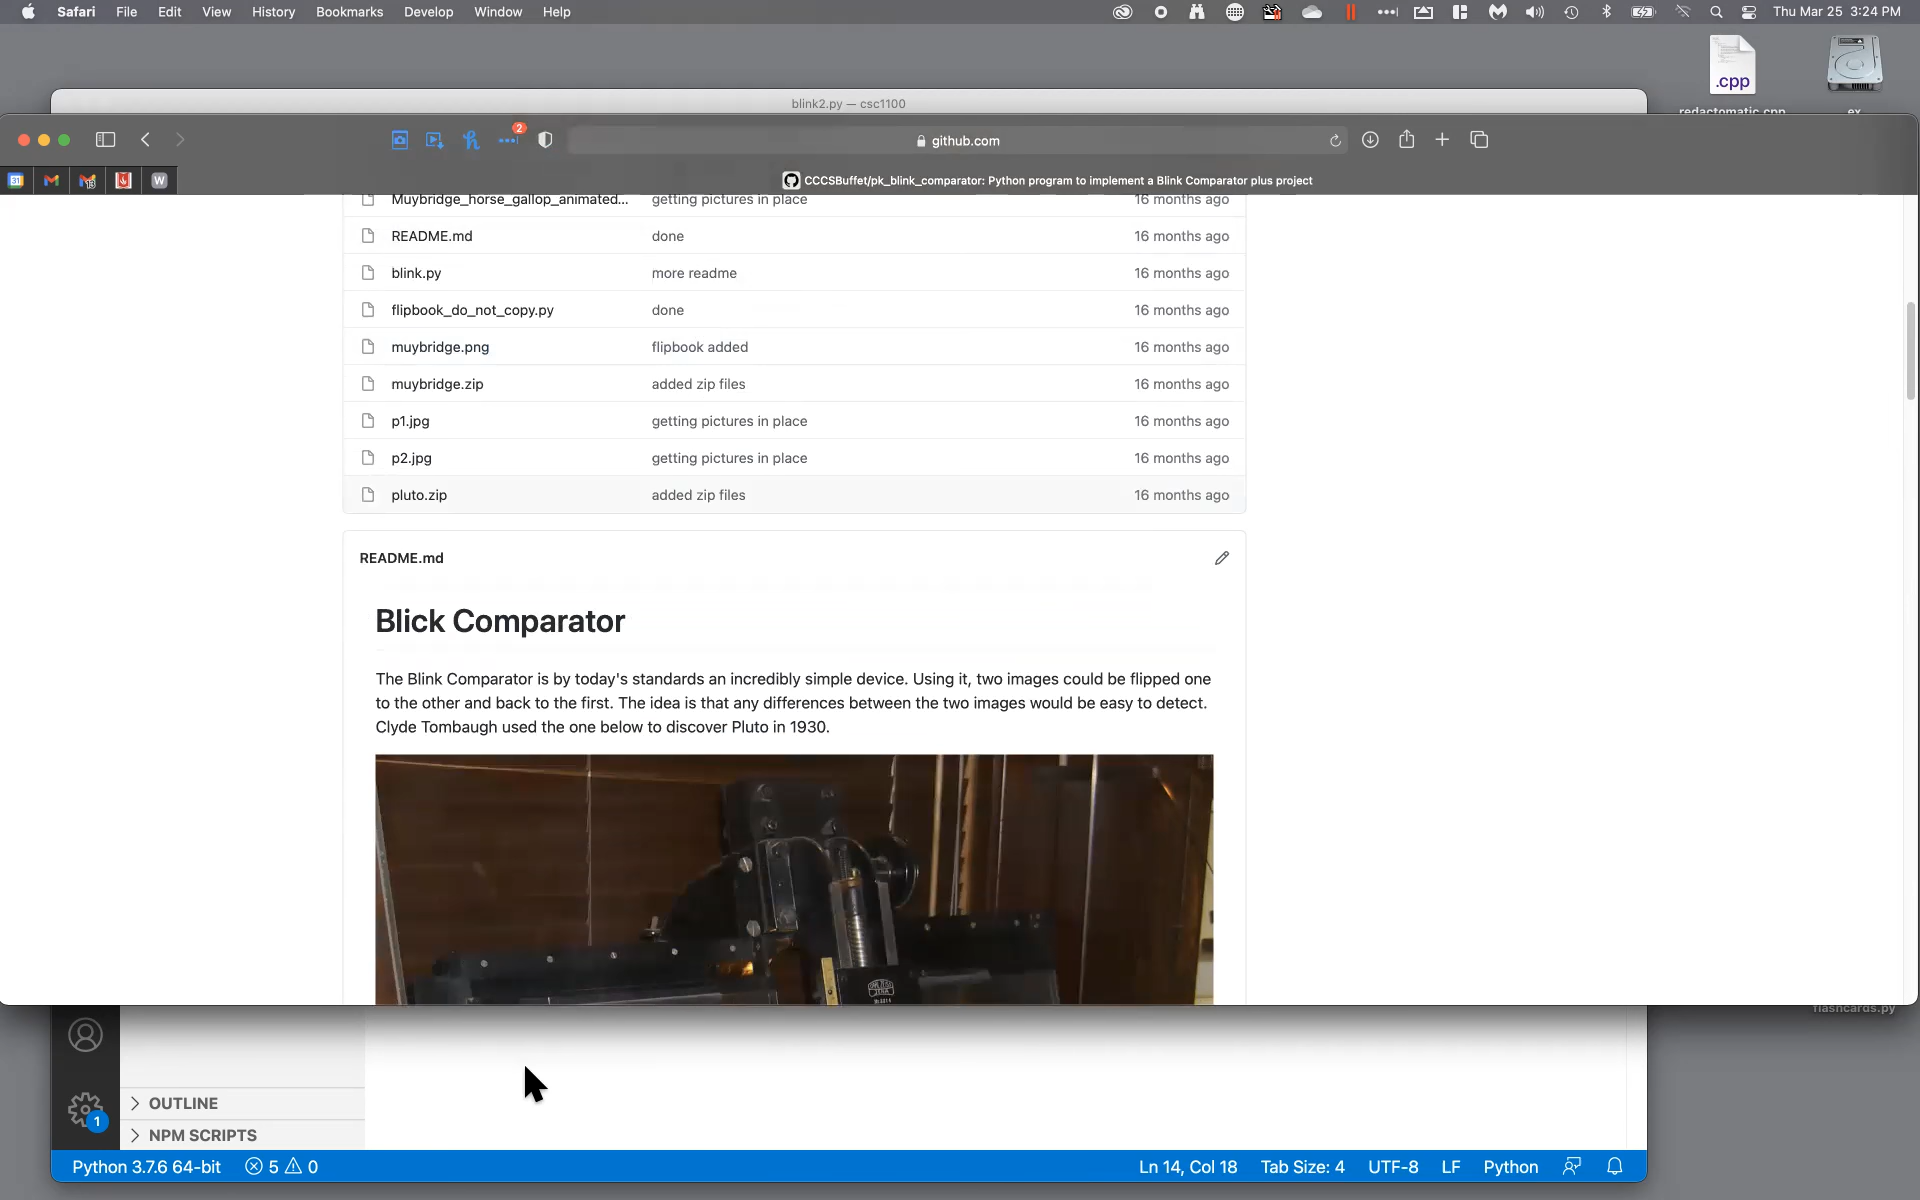 Safari File Edit View History Bookmarks Develop Window Help Thu Mar 25 3:24 PM
.cpp
redactomatic.cpp
ex
blink2.py — csc1100
2
github.com
31 13 W
CCCSBuffet/pk_blink_comparator: Python program to implement a Blink Comparator plus project
Muybridge_horse_gallop_animated... getting pictures in place 16 months ago
README.md done 16 months ago
blink.py more readme 16 months ago
flipbook_do_not_copy.py done 16 months ago
muybridge.png flipbook added 16 months ago
muybridge.zip added zip files 16 months ago
p1.jpg getting pictures in place 16 months ago
p2.jpg getting pictures in place 16 months ago
pluto.zip added zip files 16 months ago
README.md
Blick Comparator
The Blink Comparator is by today's standards an incredibly simple device. Using it, two images could be flipped one
to the other and back to the first. The idea is that any differences between the two images would be easy to detect.
Clyde Tombaugh used the one below to discover Pluto in 1930.
flashcards.py
OUTLINE
1
NPM SCRIPTS
Python 3.7.6 64-bit 5 0 Ln 14, Col 18 Tab Size: 4 UTF-8 LF Python